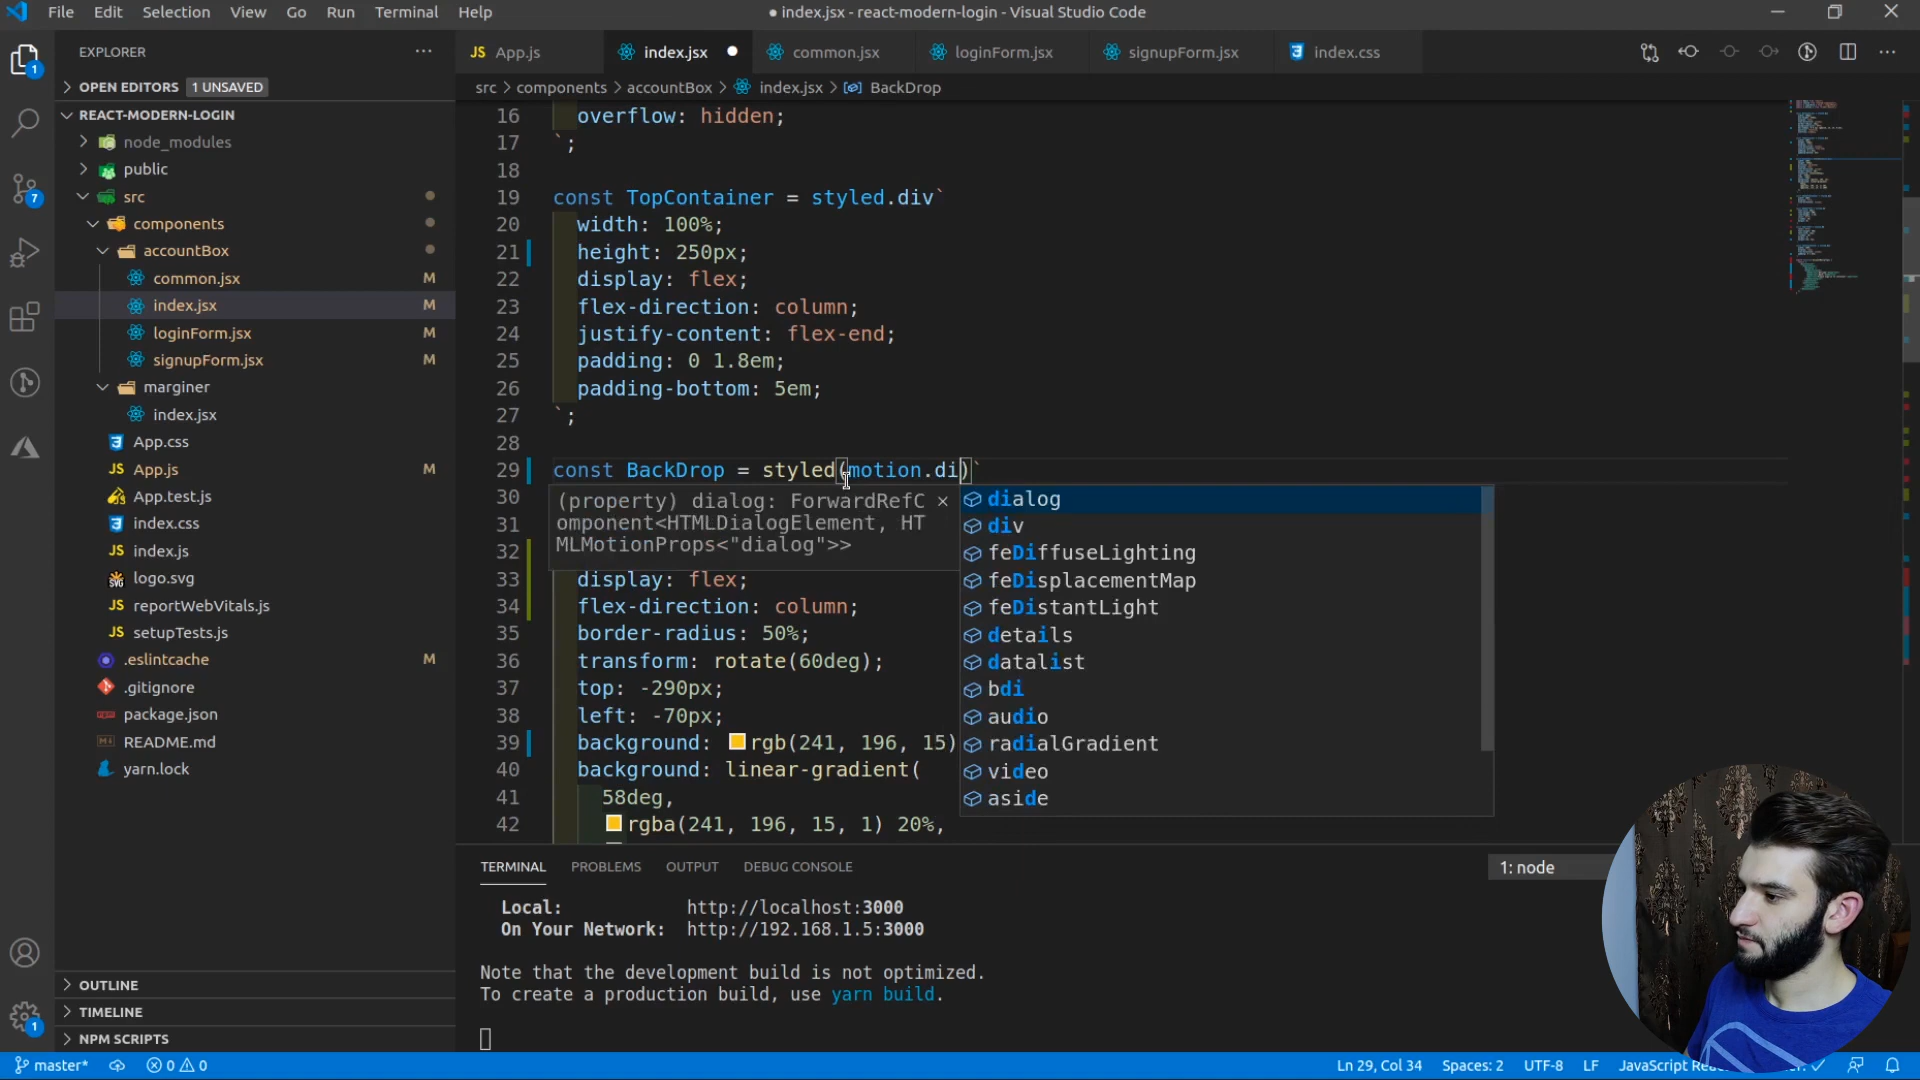 File Edit Selection View Go Run Terminal Help
● index.jsx - react-modern-login - Visual Studio Code
EXPLORER
OPEN EDITORS 1 UNSAVED
REACT-MODERN-LOGIN
node_modules
public
src
components
accountBox
common.jsx M
index.jsx M
loginForm.jsx M
signupForm.jsx M
marginer
index.jsx
App.css
App.js M
App.test.js
index.css
index.js
logo.svg
reportWebVitals.js
setupTests.js
.eslintcache M
.gitignore
package.json
README.md
yarn.lock
OUTLINE
TIMELINE
NPM SCRIPTS
1
7
1
JS App.js index.jsx ● common.jsx loginForm.jsx signupForm.jsx index.css
src > components > accountBox > index.jsx > BackDrop
16 overflow: hidden;
17 `;
18
19 const TopContainer = styled.div`
20 width: 100%;
21 height: 250px;
22 display: flex;
23 flex-direction: column;
24 justify-content: flex-end;
25 padding: 0 1.8em;
26 padding-bottom: 5em;
27 `;
28
29 const BackDrop = styled(motion.di)`
30
31
32
33 display: flex;
34 flex-direction: column;
35 border-radius: 50%;
36 transform: rotate(60deg);
37 top: -290px;
38 left: -70px;
39 background: rgb(241, 196, 15)
40 background: linear-gradient(
41 58deg,
42 rgba(241, 196, 15, 1) 20%,
(property) dialog: ForwardRefC ×
omponent<HTMLDialogElement, HT
MLMotionProps<"dialog">>
dialog
div
feDiffuseLighting
feDisplacementMap
feDistantLight
details
datalist
bdi
audio
radialGradient
video
aside
TERMINAL PROBLEMS OUTPUT DEBUG CONSOLE 1: node
Local: http://localhost:3000
On Your Network: http://192.168.1.5:3000
Note that the development build is not optimized.
To create a production build, use yarn build.
master* 0 0 Ln 29, Col 34 Spaces: 2 UTF-8 LF JavaScript